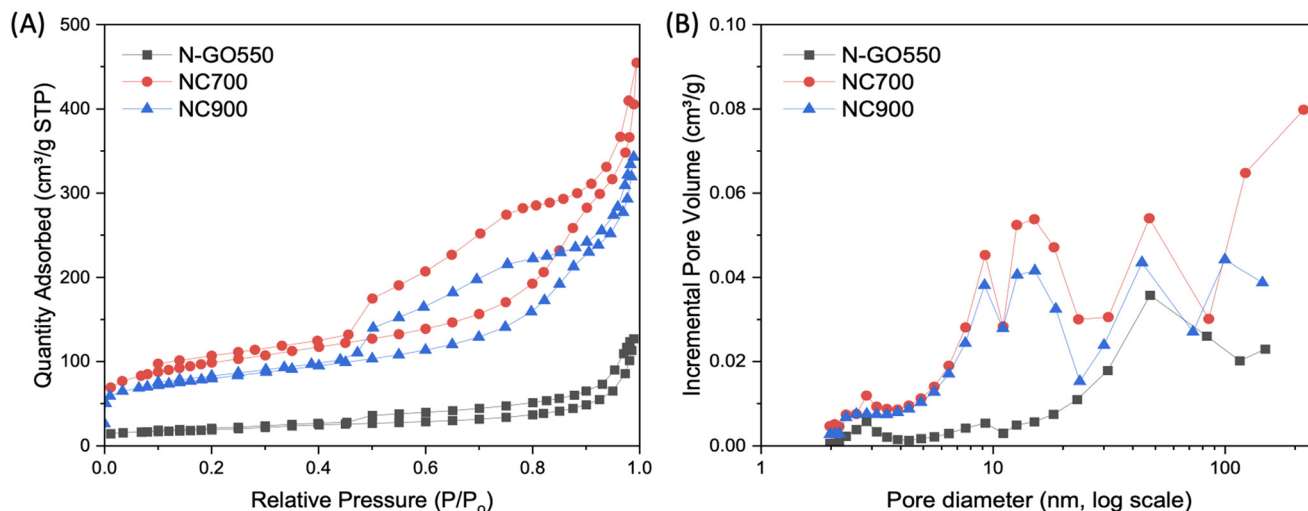 (A)
500
400
300
200
100
0
Quantity Adsorbed (cm³/g STP)
N-GO550
NC700
NC900
0.0 0.2 0.4 0.6 0.8 1.0
Relative Pressure (P/Pₒ)
(B)
0.10
0.08
0.06
0.04
0.02
0.00
Incremental Pore Volume (cm³/g)
N-GO550
NC700
NC900
1 10 100
Pore diameter (nm, log scale)